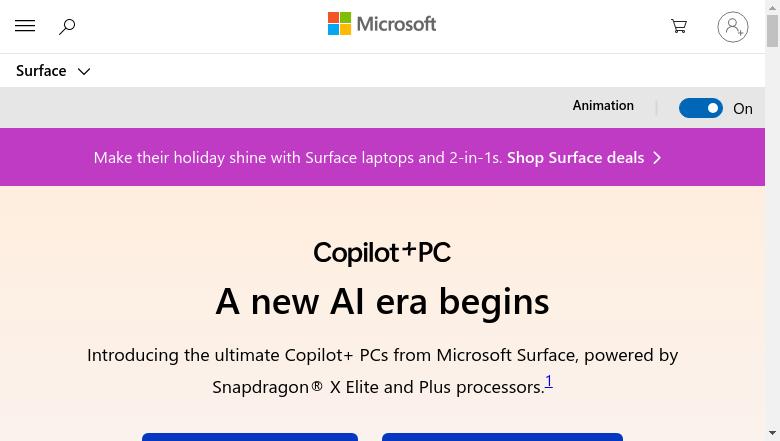 Microsoft
Surface
Animation
On
Make their holiday shine with Surface laptops and 2-in-1s. Shop Surface deals
Copilot+PC
A new AI era begins
Introducing the ultimate Copilot+ PCs from Microsoft Surface, powered by
Snapdragon® X Elite and Plus processors.1